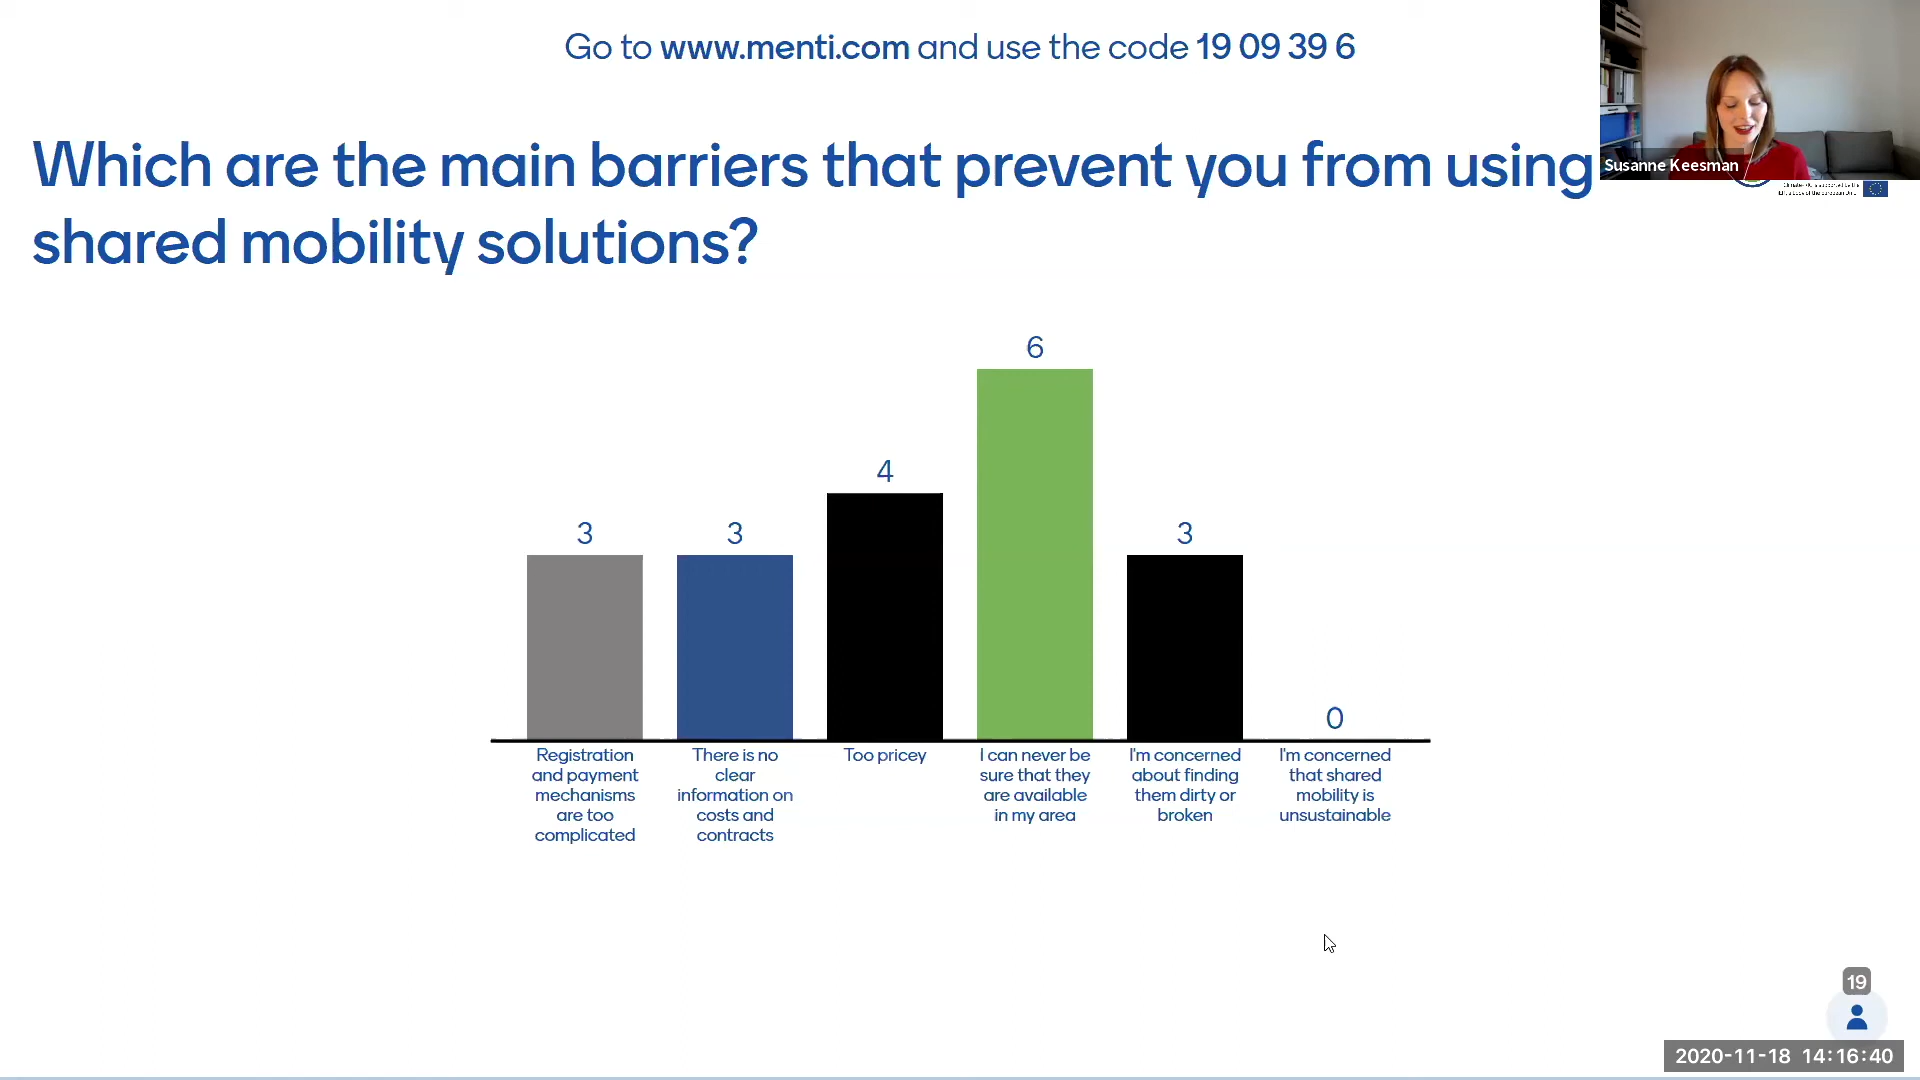 Go to www.menti.com and use the code 19 09 39 6
Which are the main barriers that prevent you from using
shared mobility solutions?
Susanne Keesman
6
4
3
3
3
0
Registration
and payment
mechanisms
are too
complicated
There is no
clear
information on
costs and
contracts
Too pricey
I can never be
sure that they
are available
in my area
I'm concerned
about finding
them dirty or
broken
I'm concerned
that shared
mobility is
unsustainable
19
2020-11-18 14:16:40